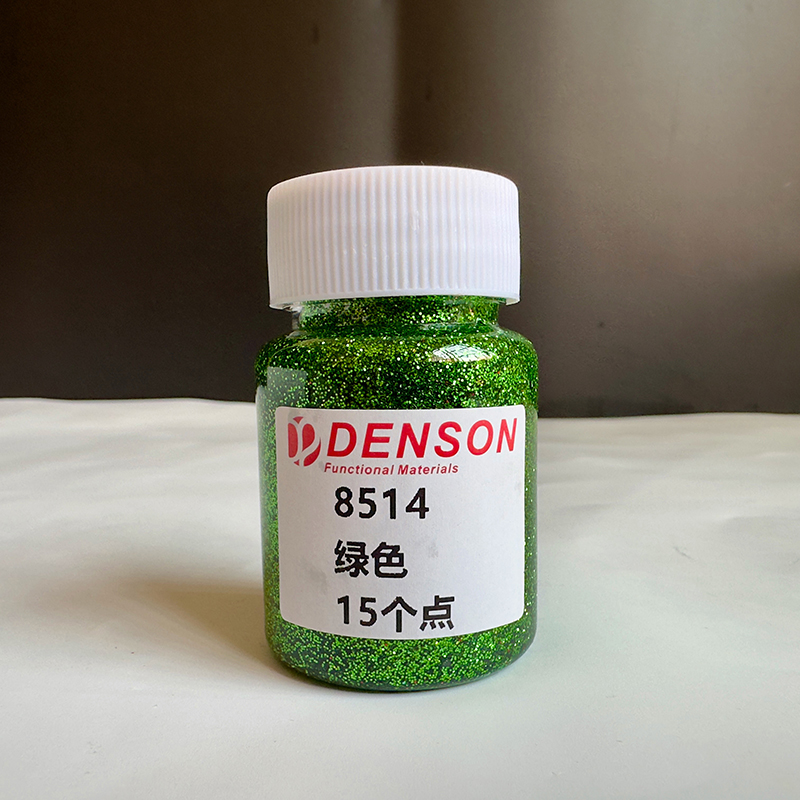 DENSON
Functional Materials
8514
绿色
15个点